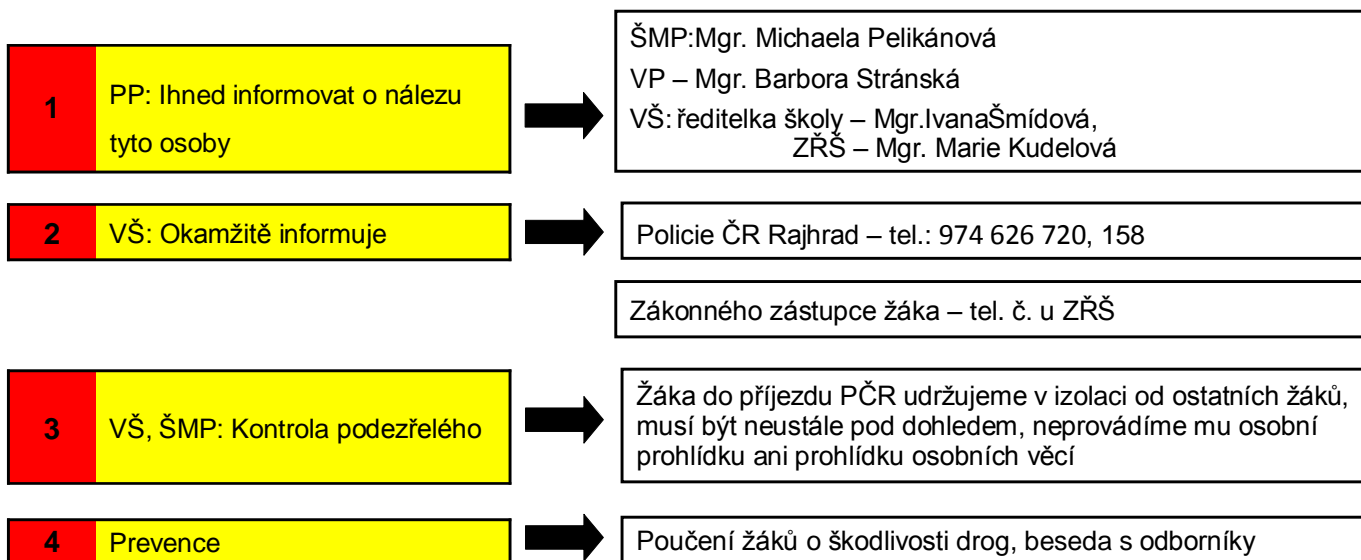 1
PP: Ihned informovat o nálezu
tyto osoby
ŠMP:Mgr. Michaela Pelikánová
VP – Mgr. Barbora Stránská
VŠ: ředitelka školy – Mgr.IvanaŠmídová,
ZŘŠ – Mgr. Marie Kudelová
2
VŠ: Okamžitě informuje
Policie ČR Rajhrad – tel.: 974 626 720, 158
Zákonného zástupce žáka – tel. č. u ZŘŠ
3
VŠ, ŠMP: Kontrola podezřelého
Žáka do příjezdu PČR udržujeme v izolaci od ostatních žáků,
musí být neustále pod dohledem, neprovádíme mu osobní
prohlídku ani prohlídku osobních věcí
4
Prevence
Poučení žáků o škodlivosti drog, beseda s odborníky